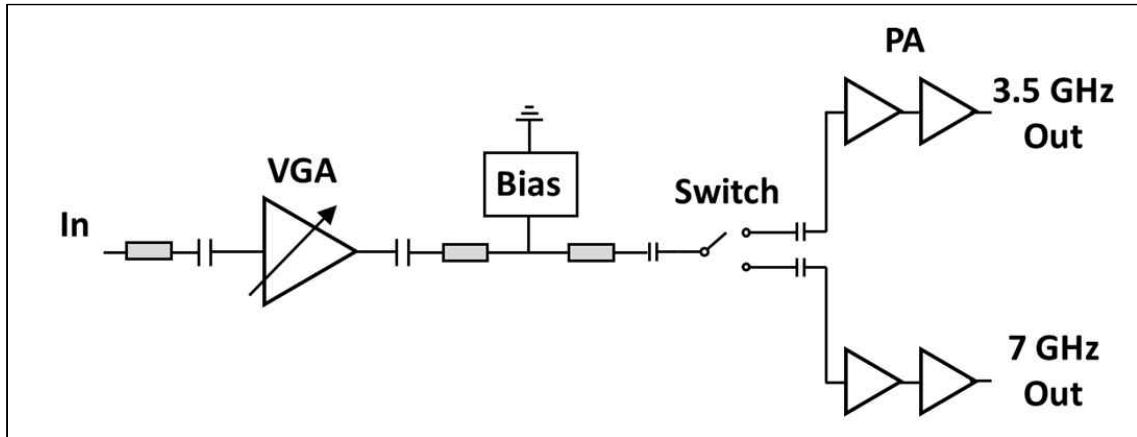 PA
3.5 GHz
Out
VGA
Bias
Switch
In
7 GHz
Out